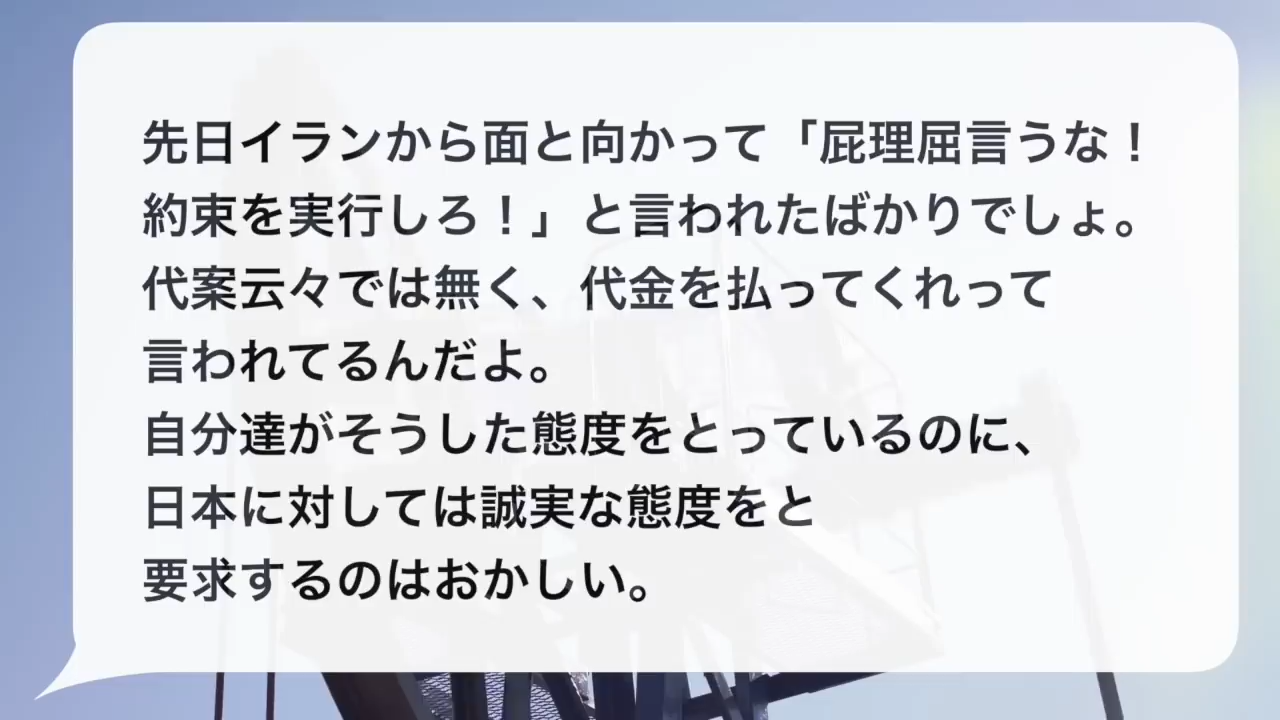 先日イランから面と向かって「屁理屈言うな！
約束を実行しろ！」と言われたばかりでしょ。
代案云々では無く、代金を払ってくれって
言われてるんだよ。
自分達がそうした態度をとっているのに、
日本に対しては誠実な態度をと
要求するのはおかしい。